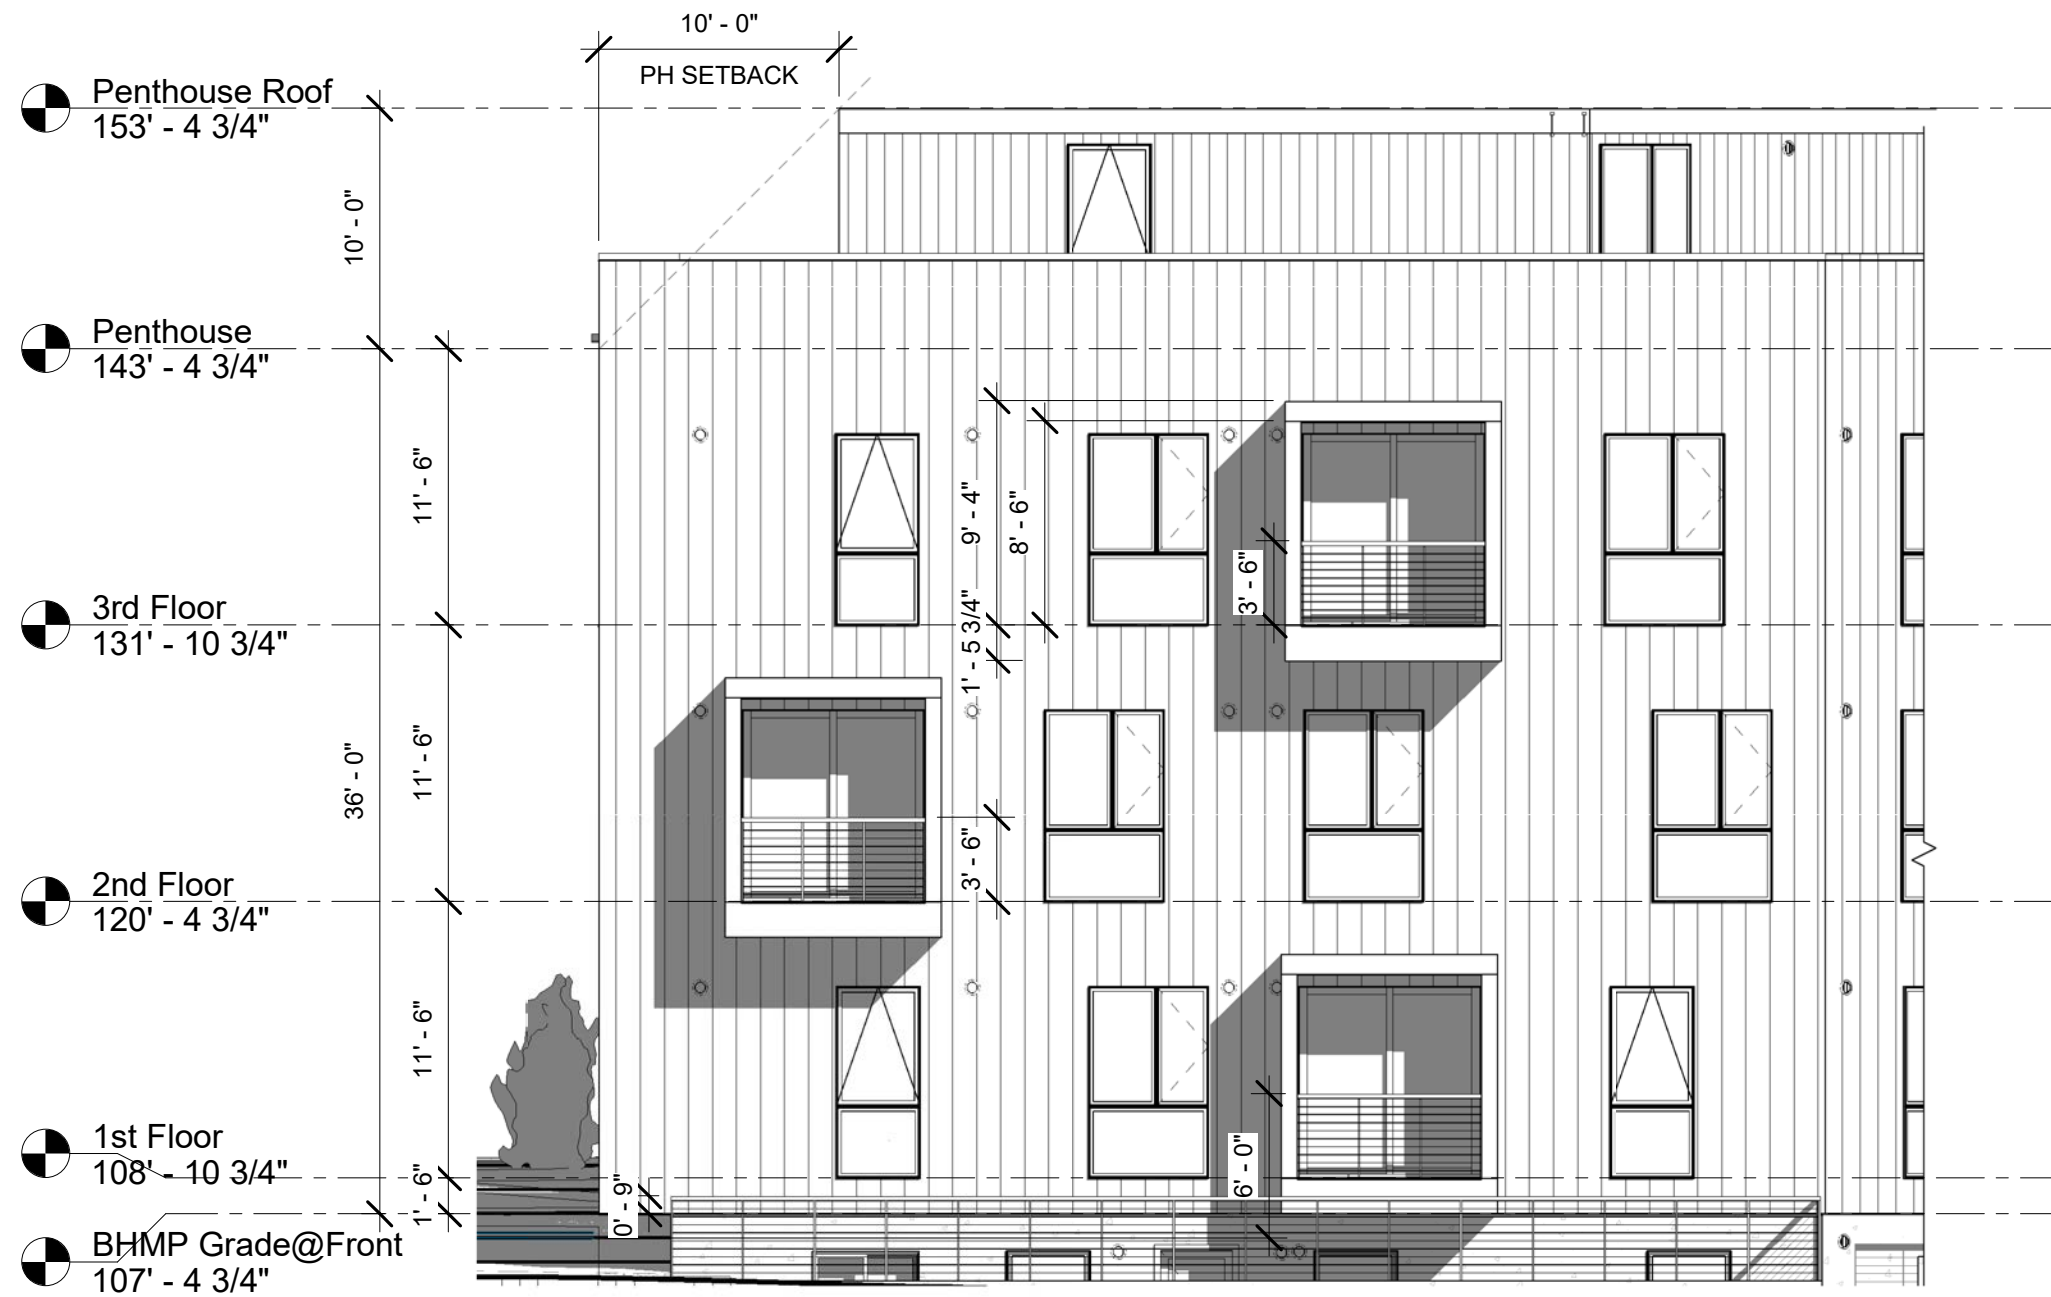 10' - 0"
PH SETBACK
Penthouse Roof
153' - 4 3/4"
10' - 0"
Penthouse
143' - 4 3/4"
11' - 6"
9' - 4"
8' - 6"
3' - 6"
3rd Floor
131' - 10 3/4"
1' - 5 3/4"
36' - 0"
11' - 6"
3' - 6"
2nd Floor
120' - 4 3/4"
11' - 6"
1st Floor
108' - 10 3/4"
1' - 6"
0' - 9"
6' - 0"
BHMP Grade@Front
107' - 4 3/4"